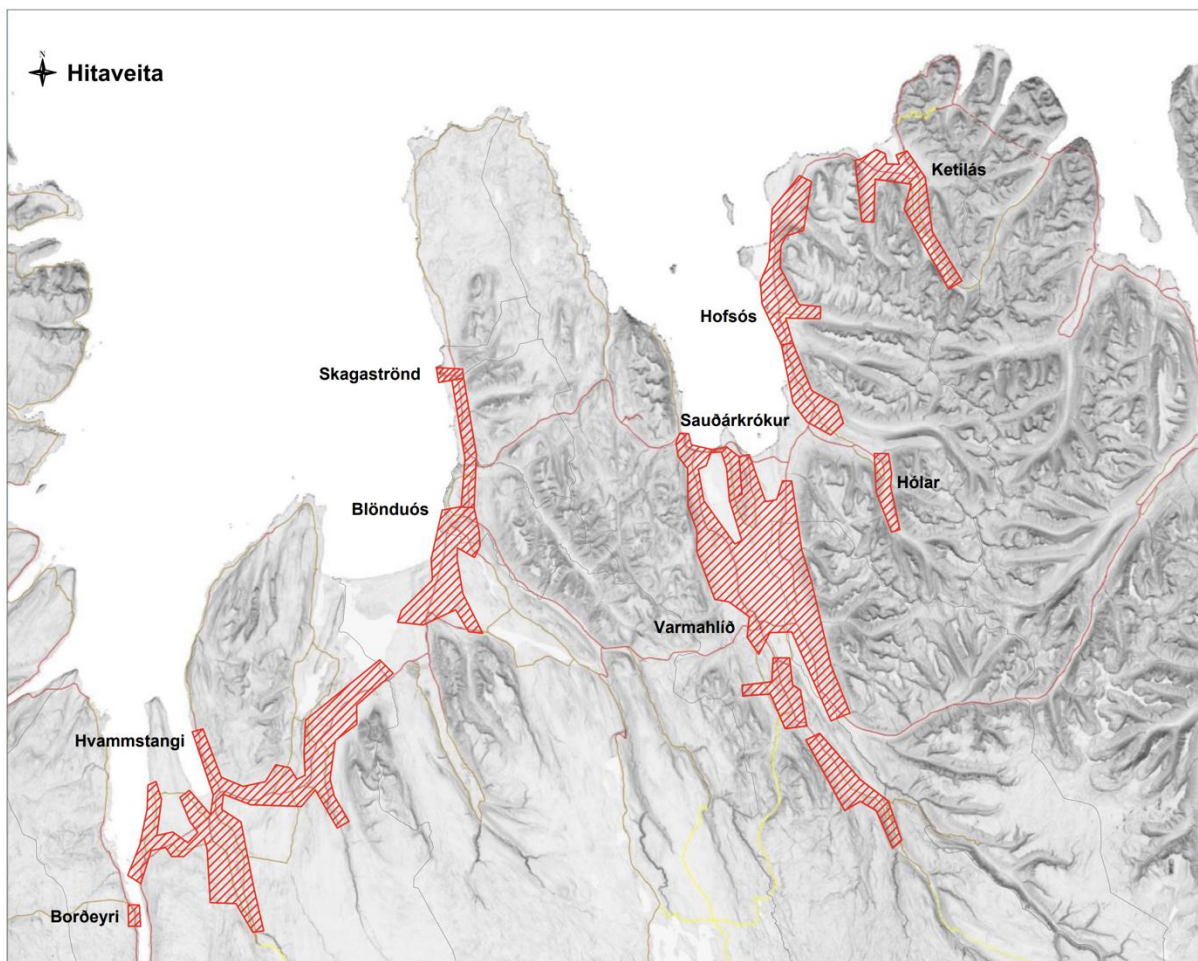 N
Hitaveita
Ketilás
Hofsós
Skagaströnd
Sauðárkrókur
Hólar
Blönduós
Varmahlíð
Hvammstangi
Borðeyri